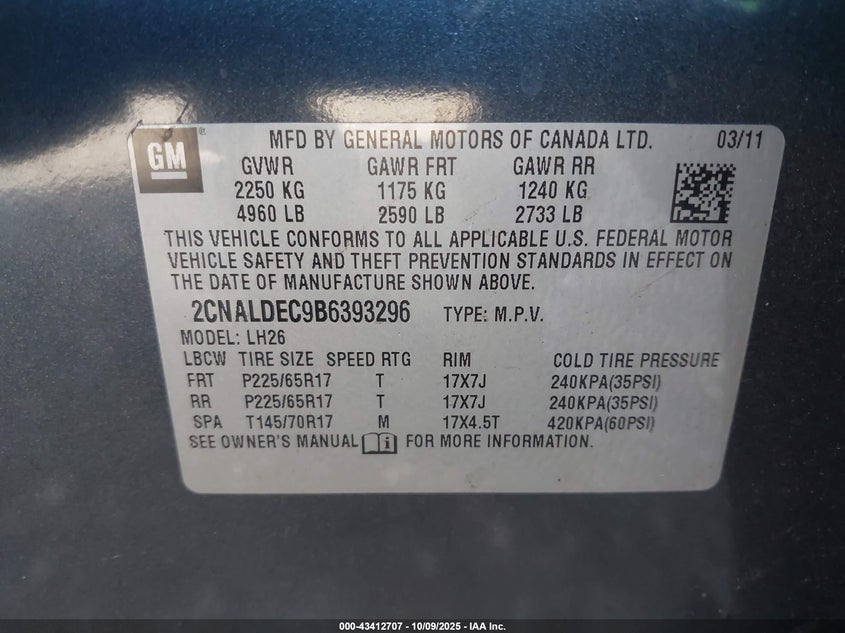 GM ® MFD BY GENERAL MOTORS OF CANADA LTD. 03/11
GVWR GAWR FRT GAWR RR
2250 KG 1175 KG 1240 KG
4960 LB 2590 LB 2733 LB
THIS VEHICLE CONFORMS TO ALL APPLICABLE U.S. FEDERAL MOTOR
VEHICLE SAFETY AND THEFT PREVENTION STANDARDS IN EFFECT ON
THE DATE OF MANUFACTURE SHOWN ABOVE.
2CNALDEC9B6393296 TYPE: M.P.V.
MODEL: LH26
LBCW TIRE SIZE SPEED RTG RIM COLD TIRE PRESSURE
FRT P225/65R17 T 17X7J 240KPA(35PSI)
RR P225/65R17 T 17X7J 240KPA(35PSI)
SPA T145/70R17 M 17X4.5T 420KPA(60PSI)
SEE OWNER'S MANUAL i FOR MORE INFORMATION.
000-43412707 - 10/09/2025 - IAA Inc.